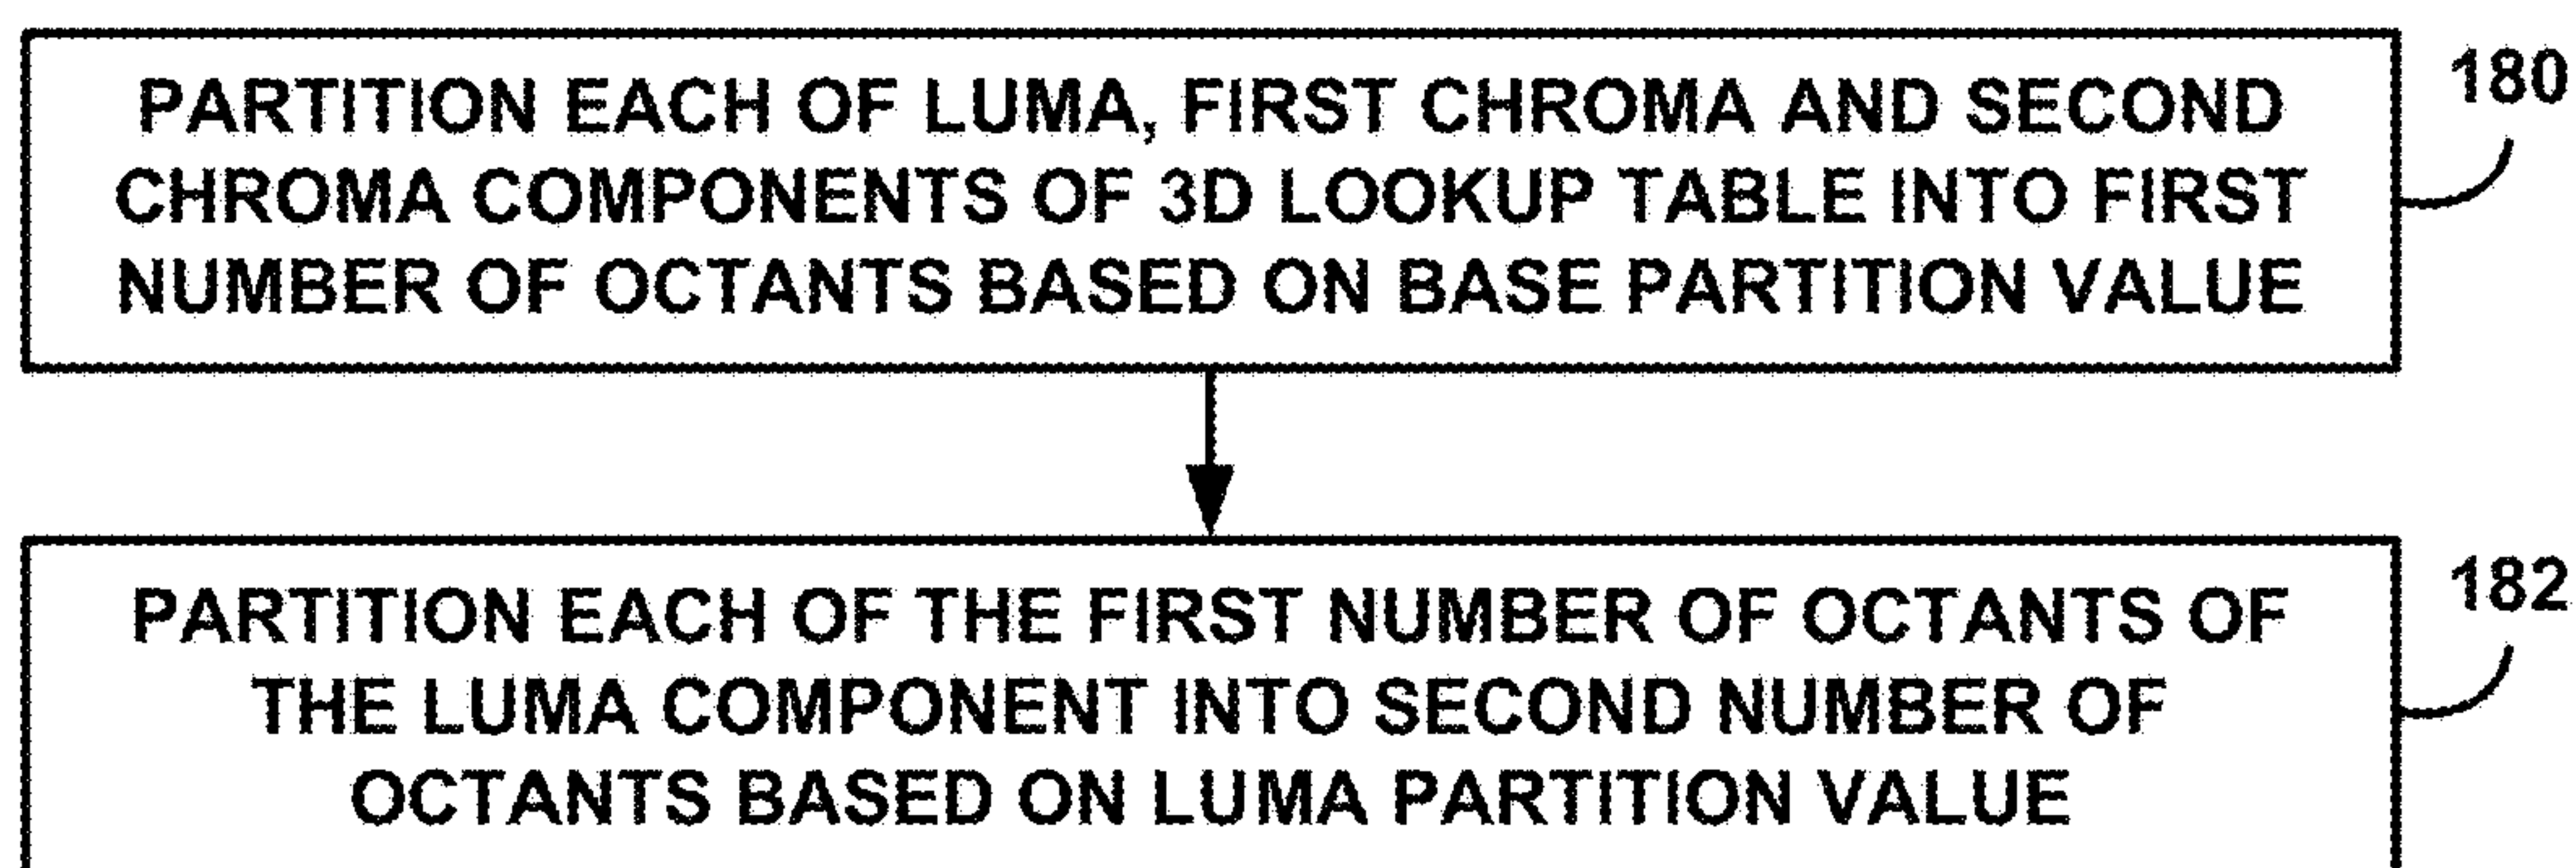 PARTITION EACH OF LUMA, FIRST CHROMA AND SECOND
CHROMA COMPONENTS OF 3D LOOKUP TABLE INTO FIRST
NUMBER OF OCTANTS BASED ON BASE PARTITION VALUE
180
PARTITION EACH OF THE FIRST NUMBER OF OCTANTS OF
THE LUMA COMPONENT INTO SECOND NUMBER OF
OCTANTS BASED ON LUMA PARTITION VALUE
182